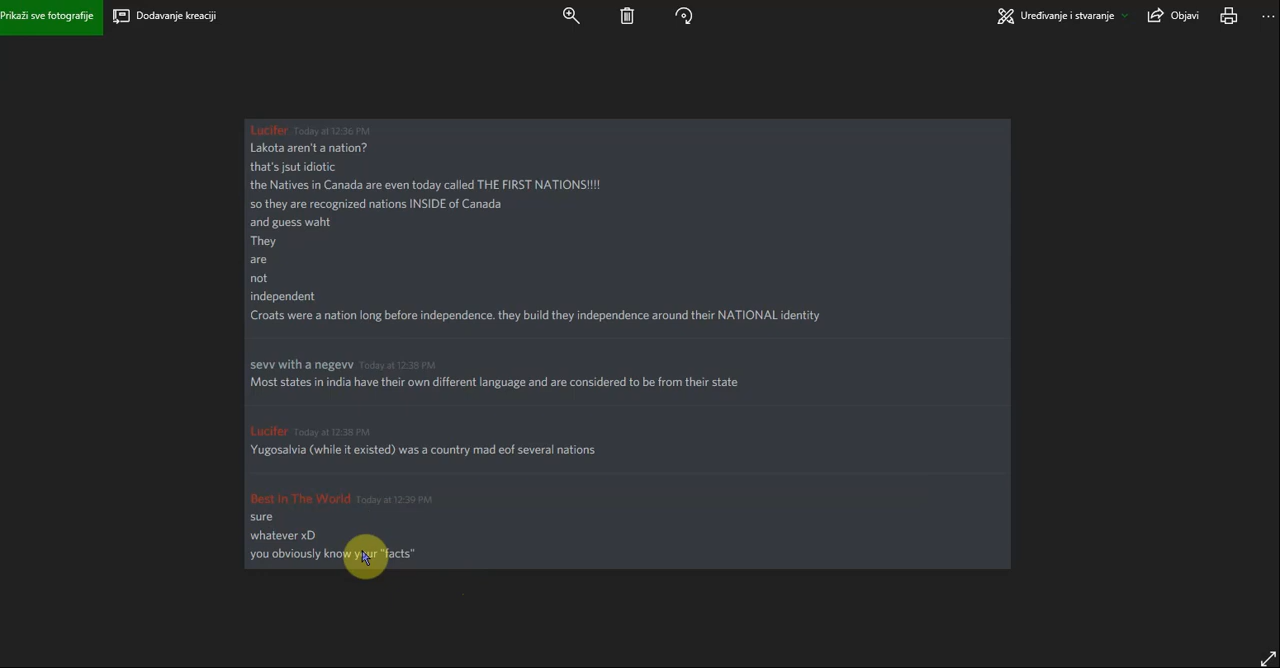 Prikaži sve fotografije
Dodavanje kreaciji
Uređivanje i stvaranje
Objavi
Lucifer Today at 12:36 PM
Lakota aren't a nation?
that's jsut idiotic
the Natives in Canada are even today called THE FIRST NATIONS!!!!
so they are recognized nations INSIDE of Canada
and guess waht
They
are
not
independent
Croats were a nation long before independence. they build they independence around their NATIONAL identity
sevv with a negevv Today at 12:38 PM
Most states in india have their own different language and are considered to be from their state
Lucifer Today at 12:38 PM
Yugosalvia (while it existed) was a country mad eof several nations
Best In The World Today at 12:39 PM
sure
whatever xD
you obviously know your "facts"